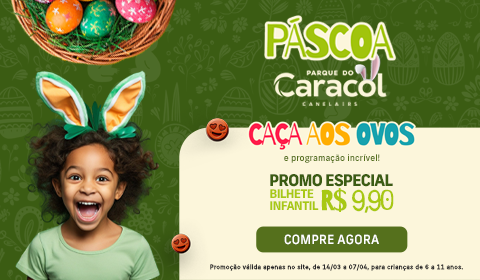 PÁSCOA
PARQUE DO
Caracol
CANELA | RS
CAÇA AOS OVOS
e programação incrível!
PROMO ESPECIAL
BILHETE
INFANTIL R$ 9,90
COMPRE AGORA
Promoção válida apenas no site, de 14/03 a 07/04, para crianças de 6 a 11 anos.